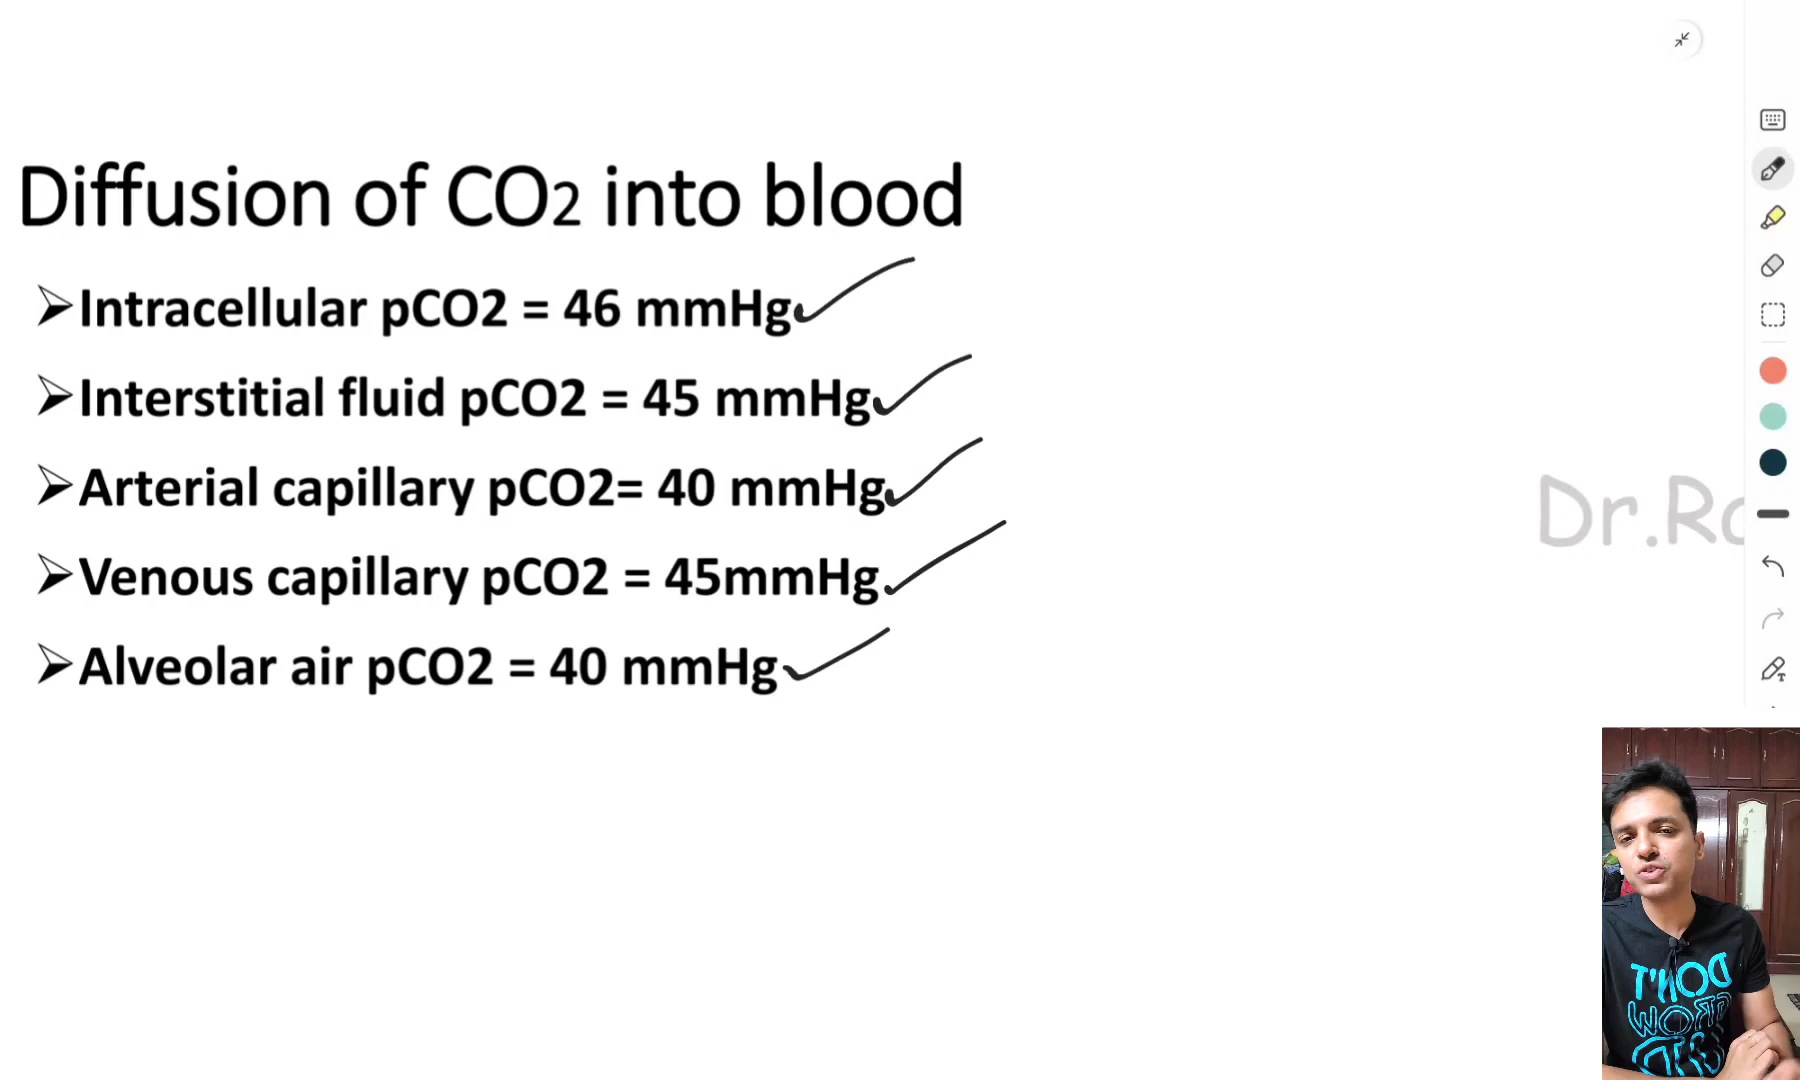 Diffusion of CO2 into blood
➢Intracellular pCO2 = 46 mmHg
➢Interstitial fluid pCO2 = 45 mmHg
➢Arterial capillary pCO2= 40 mmHg
➢Venous capillary pCO2 = 45mmHg
➢Alveolar air pCO2 = 40 mmHg
Dr.Ro
DON'T